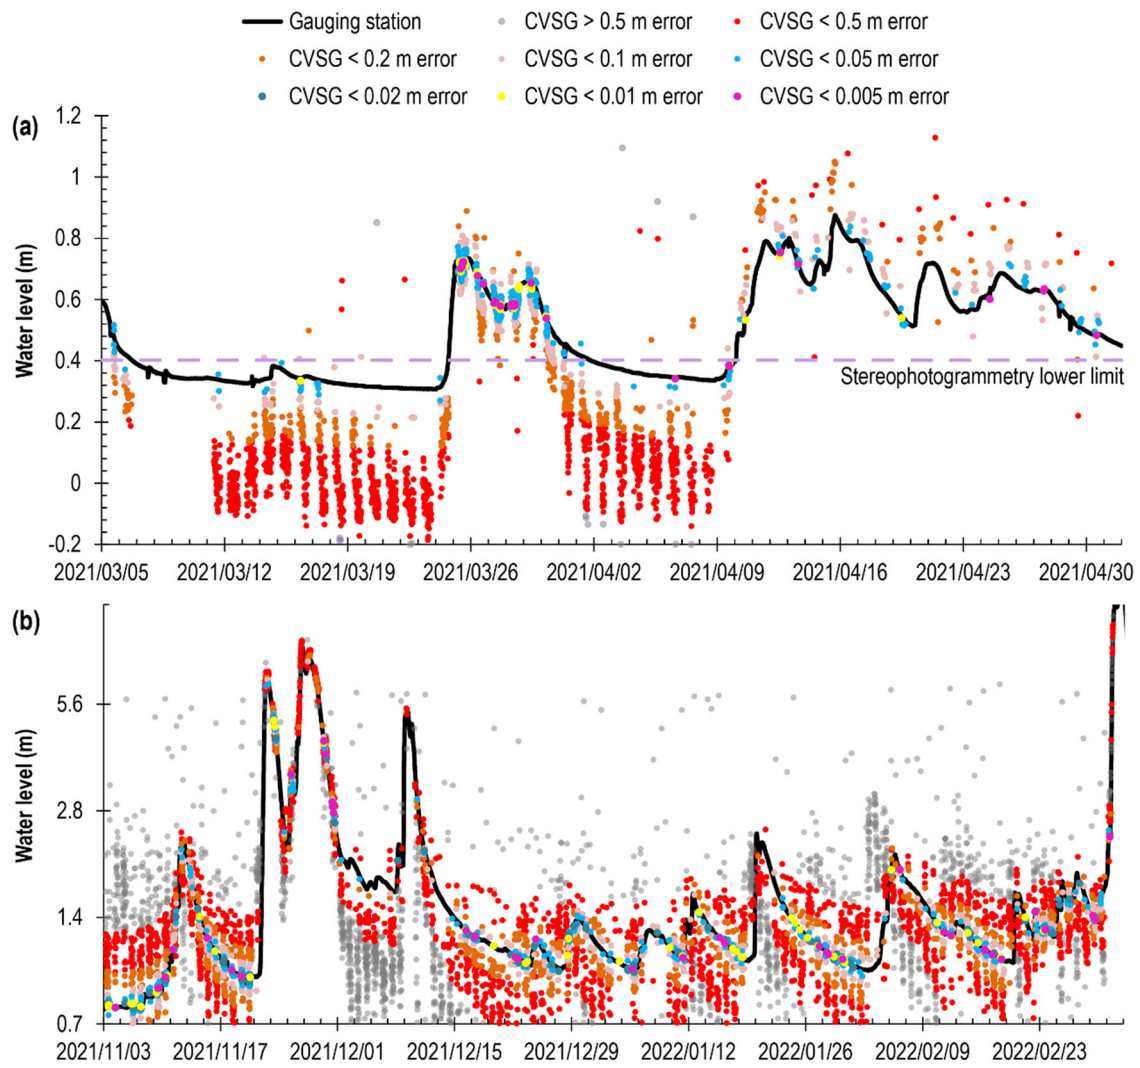 Gauging station CVSG > 0.5 m error CVSG < 0.5 m error
CVSG < 0.2 m error CVSG < 0.1 m error CVSG < 0.05 m error
CVSG < 0.02 m error CVSG < 0.01 m error CVSG < 0.005 m error
(a)
Water level (m)
1.2
1
0.8
0.6
0.4
0.2
0
-0.2
Stereophotogrammetry lower limit
2021/03/05 2021/03/12 2021/03/19 2021/03/26 2021/04/02 2021/04/09 2021/04/16 2021/04/23 2021/04/30
(b)
Water level (m)
5.6
2.8
1.4
0.7
2021/11/03 2021/11/17 2021/12/01 2021/12/15 2021/12/29 2022/01/12 2022/01/26 2022/02/09 2022/02/23